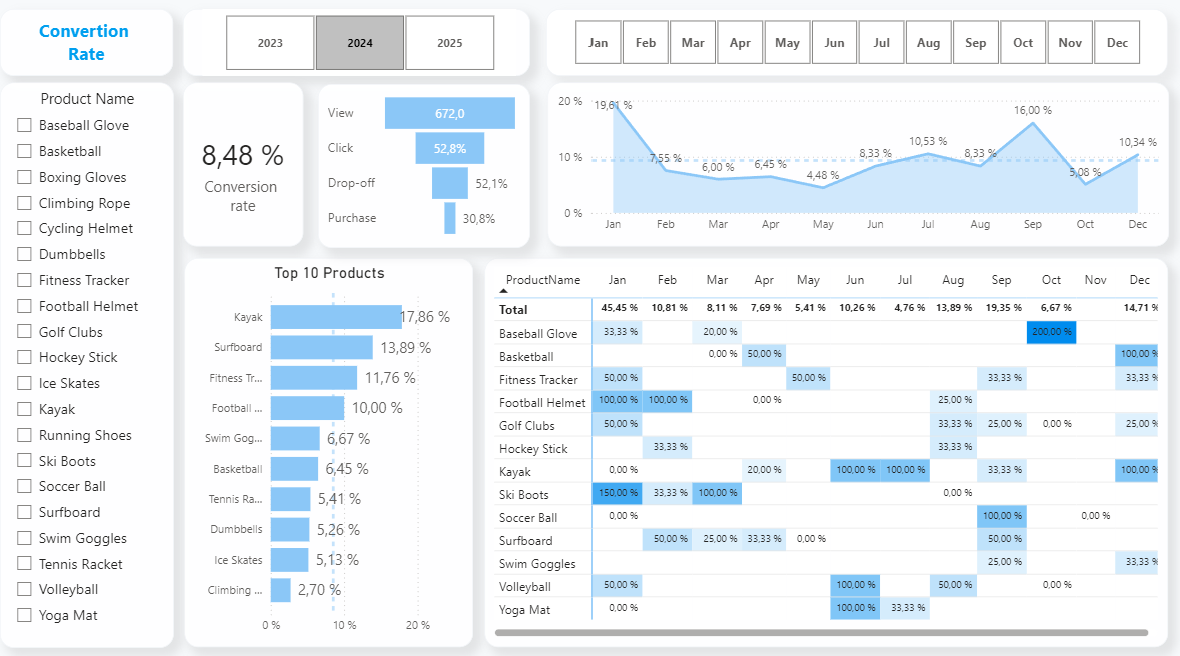 Convertion
Rate
2023 2024 2025
Jan Feb Mar Apr May Jun Jul Aug Sep Oct Nov Dec
Product Name
Baseball Glove
Basketball
Boxing Gloves
Climbing Rope
Cycling Helmet
Dumbbells
Fitness Tracker
Football Helmet
Golf Clubs
Hockey Stick
Ice Skates
Kayak
Running Shoes
Ski Boots
Soccer Ball
Surfboard
Swim Goggles
Tennis Racket
Volleyball
Yoga Mat
8,48 %
Conversion
rate
View 672,0
Click 52,8%
Drop-off 52,1%
Purchase 30,8%
20 %
10 %
0 %
19,61 % 7,55 % 6,00 % 6,45 % 4,48 % 8,33 % 10,53 % 8,33 % 16,00 % 5,08 % 10,34 %
Jan Feb Mar Apr May Jun Jul Aug Sep Oct Dec
Top 10 Products
Kayak 17,86 %
Surfboard 13,89 %
Fitness Tr... 11,76 %
Football ... 10,00 %
Swim Gog... 6,67 %
Basketball 6,45 %
Tennis Ra... 5,41 %
Dumbbells 5,26 %
Ice Skates 5,13 %
Climbing ... 2,70 %
0 % 10 % 20 %
ProductName Jan Feb Mar Apr May Jun Jul Aug Sep Oct Nov Dec
Total 45,45 % 10,81 % 8,11 % 7,69 % 5,41 % 10,26 % 4,76 % 13,89 % 19,35 % 6,67 % 14,71 %
Baseball Glove 33,33 % 20,00 % 200,00 %
Basketball 0,00 % 50,00 % 100,00 %
Fitness Tracker 50,00 % 50,00 % 33,33 % 33,33 %
Football Helmet 100,00 % 100,00 % 0,00 % 25,00 %
Golf Clubs 50,00 % 33,33 % 25,00 % 0,00 % 25,00 %
Hockey Stick 33,33 % 33,33 %
Kayak 0,00 % 20,00 % 100,00 % 100,00 % 33,33 % 100,00 %
Ski Boots 150,00 % 33,33 % 100,00 % 0,00 %
Soccer Ball 0,00 % 100,00 % 0,00 %
Surfboard 50,00 % 25,00 % 33,33 % 0,00 % 50,00 %
Swim Goggles 25,00 % 33,33 %
Volleyball 50,00 % 100,00 % 50,00 % 0,00 %
Yoga Mat 0,00 % 100,00 % 33,33 %